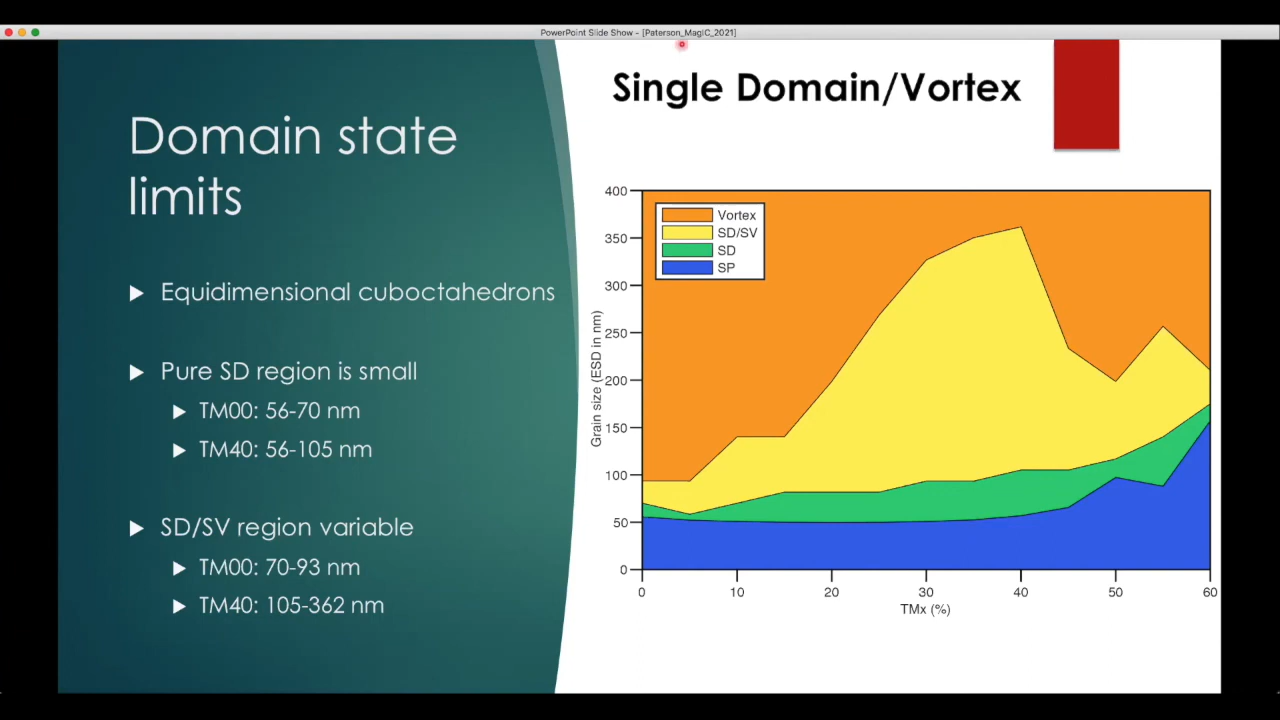 PowerPoint Slide Show - [Paterson_MagIC_2021]
Domain state
limits
Equidimensional cuboctahedrons
Pure SD region is small
TM00: 56-70 nm
TM40: 56-105 nm
SD/SV region variable
TM00: 70-93 nm
TM40: 105-362 nm
Single Domain/Vortex
Vortex
SD/SV
SD
SP
Grain size (ESD in nm)
400
350
300
250
200
150
100
50
0
0 10 20 30 40 50 60
TMx (%)